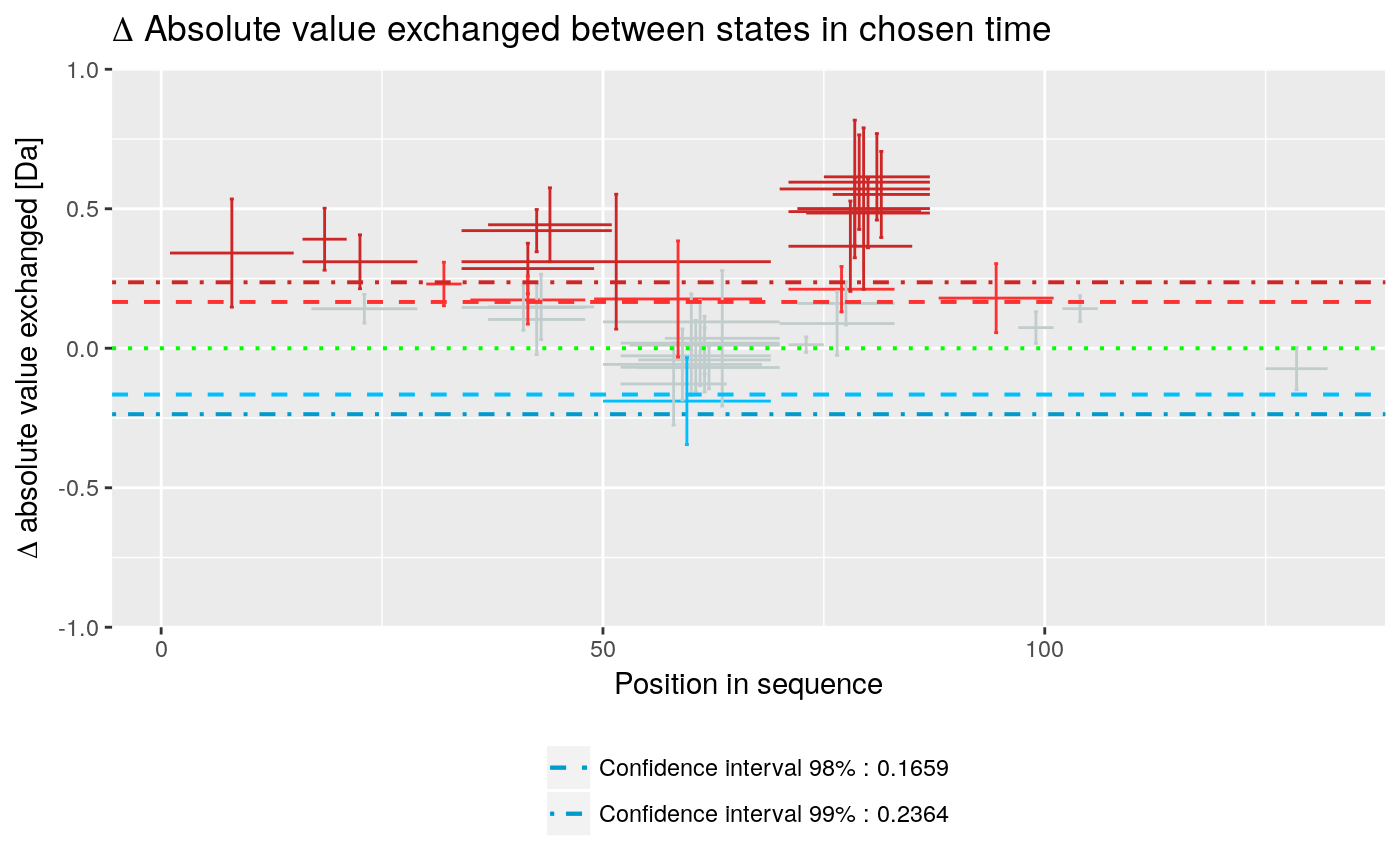 Δ Absolute value exchanged between states in chosen time
Δ absolute value exchanged [Da]
1.0
0.5
0.0
-0.5
-1.0
0
50
100
Position in sequence
Confidence interval 98% : 0.1659
Confidence interval 99% : 0.2364